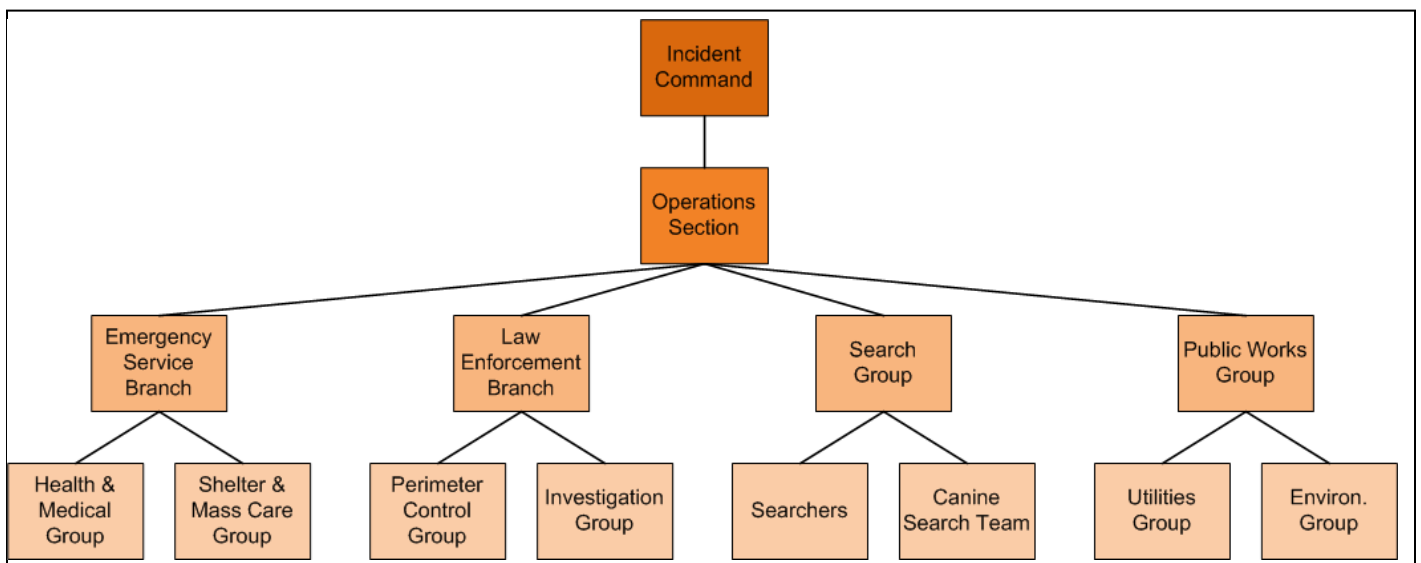 Incident
Command
Operations
Section
Emergency
Service
Branch
Law
Enforcement
Branch
Search
Group
Public Works
Group
Health &
Medical
Group
Shelter &
Mass Care
Group
Perimeter
Control
Group
Investigation
Group
Searchers
Canine
Search Team
Utilities
Group
Environ.
Group